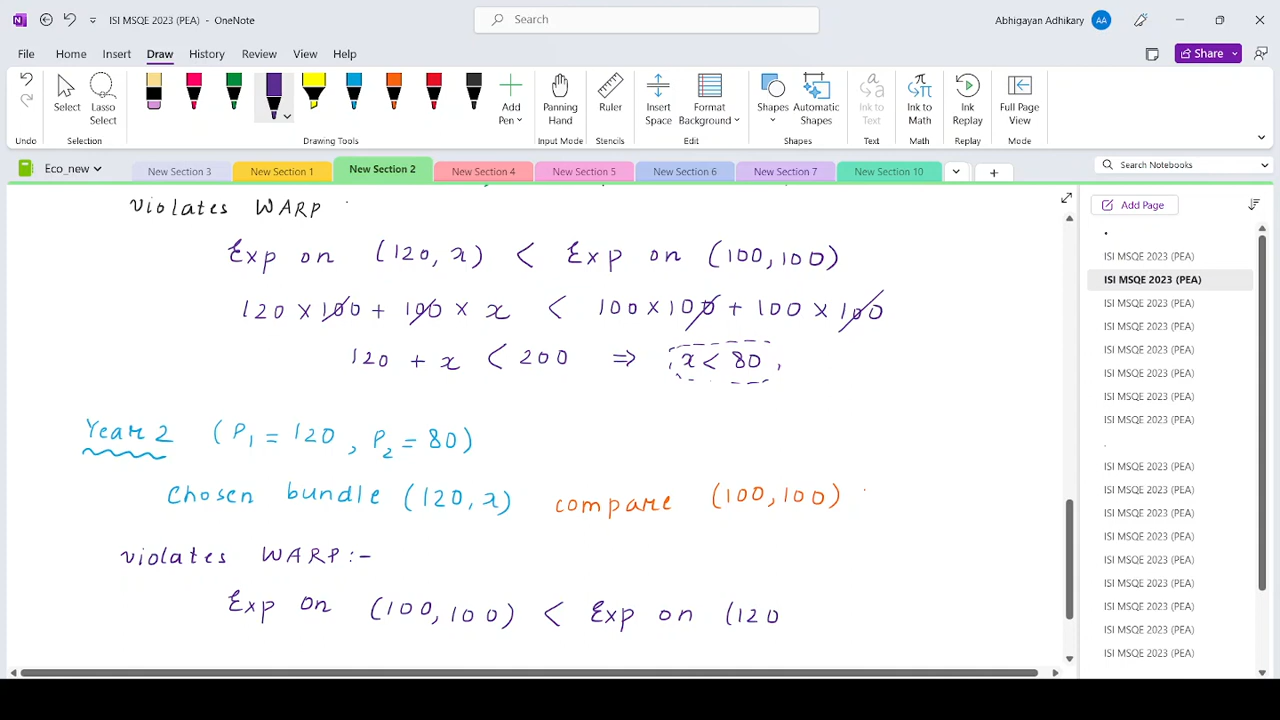 ISI MSQE 2023 (PEA) - OneNote
Search
Abhigayan Adhikary
AA
File Home Insert Draw History Review View Help
Share
Undo
Select
Lasso Select
Add Pen
Panning Hand
Ruler
Insert Space
Format Background
Shapes
Automatic Shapes
Ink to Text
Ink to Math
Ink Replay
Full Page View
Undo Selection Drawing Tools Input Mode Stencils Edit Shapes Text Math Replay Mode
Eco_new
New Section 3 New Section 1 New Section 2 New Section 4 New Section 5 New Section 6 New Section 7 New Section 10
Search Notebooks
Add Page
violates WARP
Exp on (120, x) < Exp on (100, 100)
120 × 100 + 100 × x < 100 × 100 + 100 × 100
120 + x < 200 ⇒ x < 80,
Year 2 (P₁ = 120, P₂ = 80)
Chosen bundle (120, x) compare (100, 100)
violates WARP :-
Exp on (100, 100) < Exp on (120
.
ISI MSQE 2023 (PEA)
ISI MSQE 2023 (PEA)
ISI MSQE 2023 (PEA)
ISI MSQE 2023 (PEA)
ISI MSQE 2023 (PEA)
ISI MSQE 2023 (PEA)
ISI MSQE 2023 (PEA)
ISI MSQE 2023 (PEA)
.
ISI MSQE 2023 (PEA)
ISI MSQE 2023 (PEA)
ISI MSQE 2023 (PEA)
ISI MSQE 2023 (PEA)
ISI MSQE 2023 (PEA)
ISI MSQE 2023 (PEA)
ISI MSQE 2023 (PEA)
ISI MSQE 2023 (PEA)
ISI MSQE 2023 (PEA)